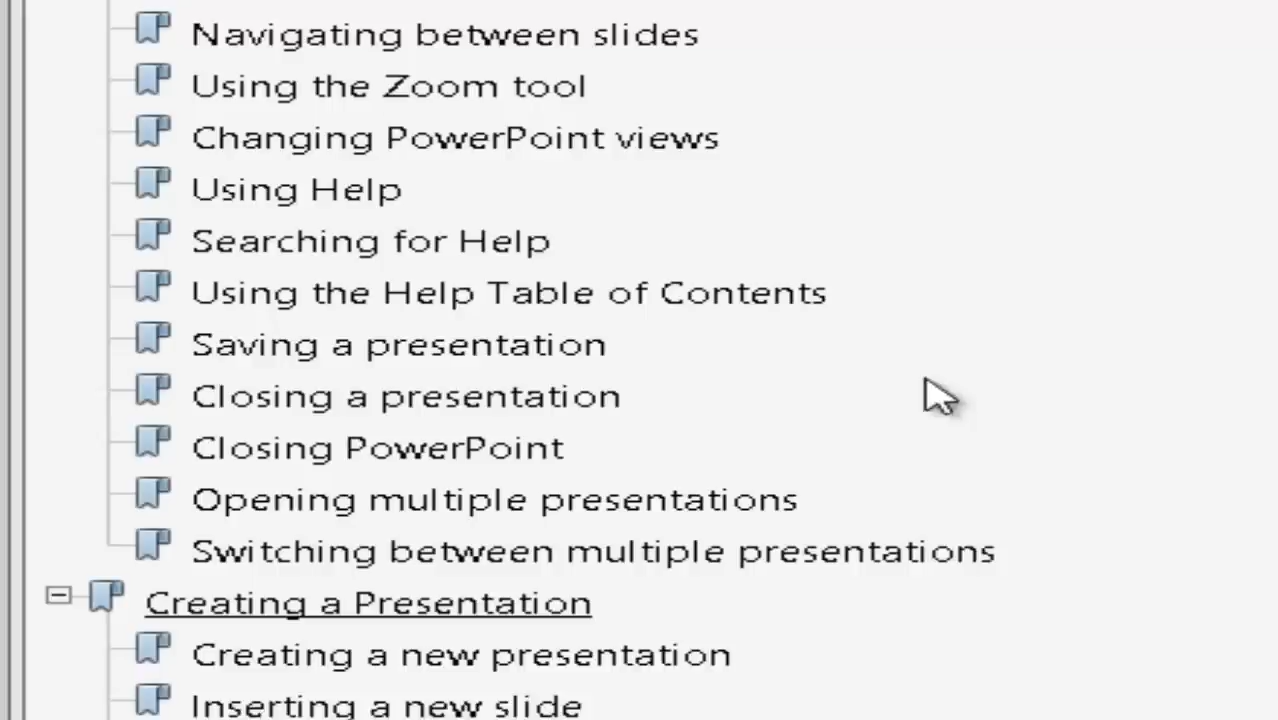 Navigating between slides
Using the Zoom tool
Changing PowerPoint views
Using Help
Searching for Help
Using the Help Table of Contents
Saving a presentation
Closing a presentation
Closing PowerPoint
Opening multiple presentations
Switching between multiple presentations
Creating a Presentation
Creating a new presentation
Inserting a new slide